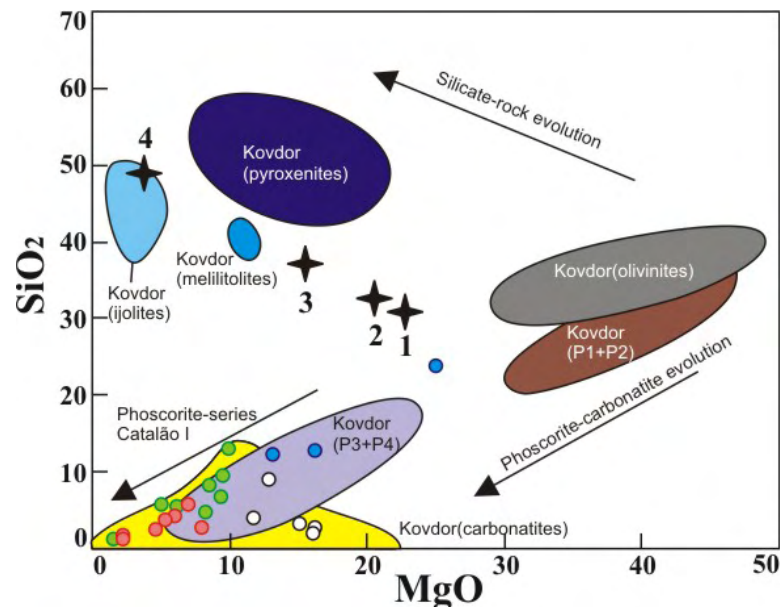 70
60
50
40
30
20
10
0
SiO2
0
10
20
30
40
50
MgO
Silicate-rock evolution
4
Kovdor
(pyroxenites)
Kovdor
(melilitolites)
Kovdor
(ijolites)
3
2
1
Kovdor(olivinites)
Kovdor
(P1+P2)
Phoscorite-carbonatite evolution
Phoscorite-series
Catalão I
Kovdor
(P3+P4)
Kovdor(carbonatites)